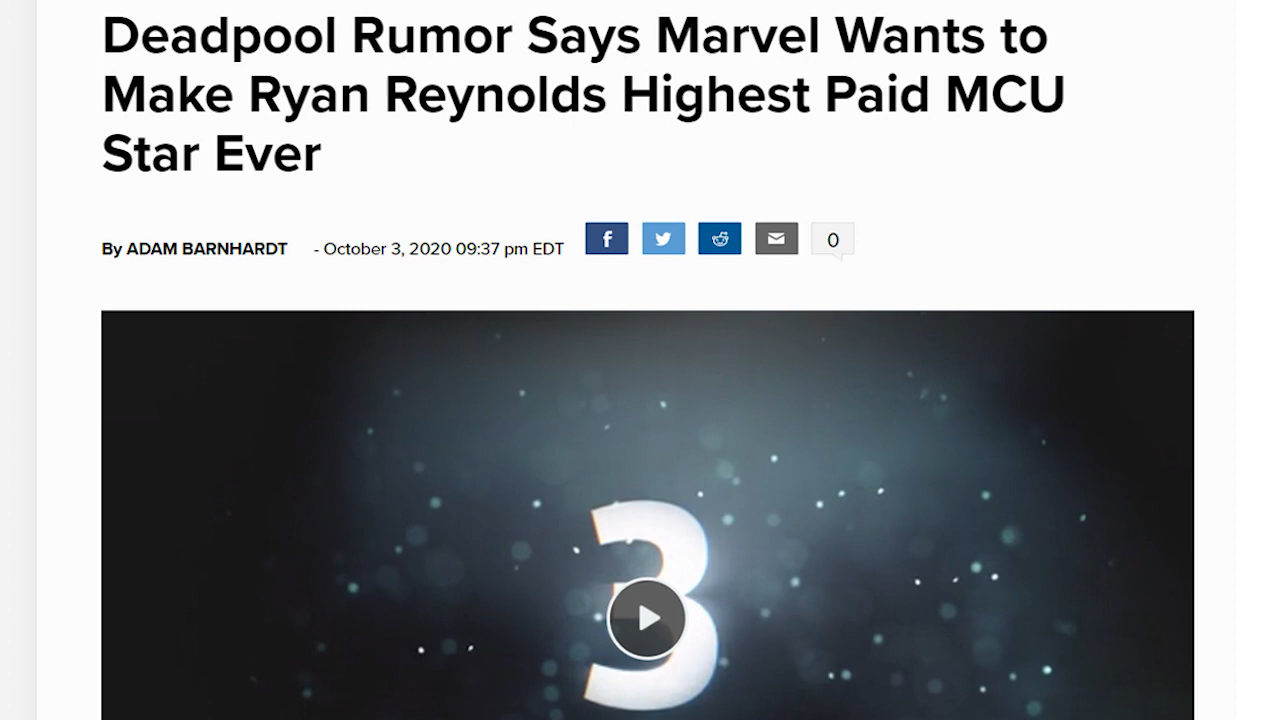 Deadpool Rumor Says Marvel Wants to
Make Ryan Reynolds Highest Paid MCU
Star Ever
By ADAM BARNHARDT - October 3, 2020 09:37 pm EDT
f
0
3